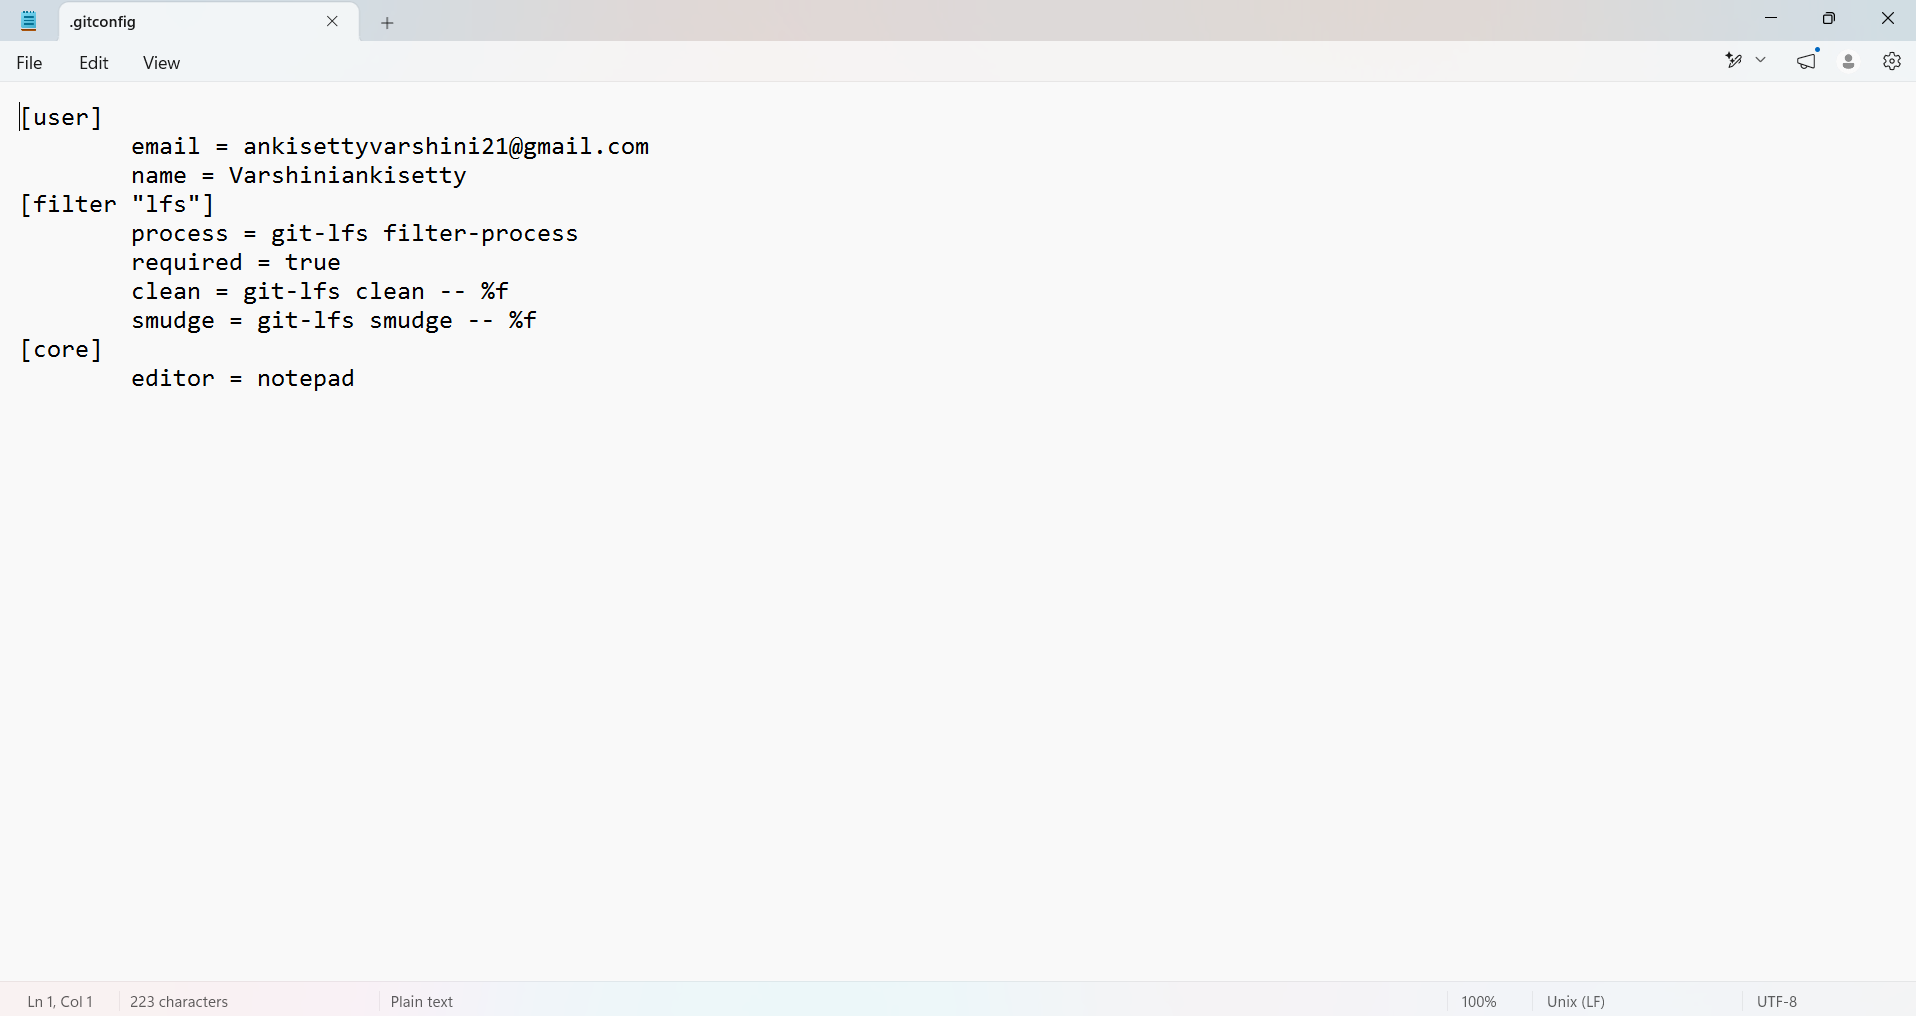 .gitconfig
File Edit View
[user]
email = ankisettyvarshini21@gmail.com
name = Varshiniankisetty
[filter "lfs"]
process = git-lfs filter-process
required = true
clean = git-lfs clean -- %f
smudge = git-lfs smudge -- %f
[core]
editor = notepad
Ln 1, Col 1 223 characters Plain text 100% Unix (LF) UTF-8